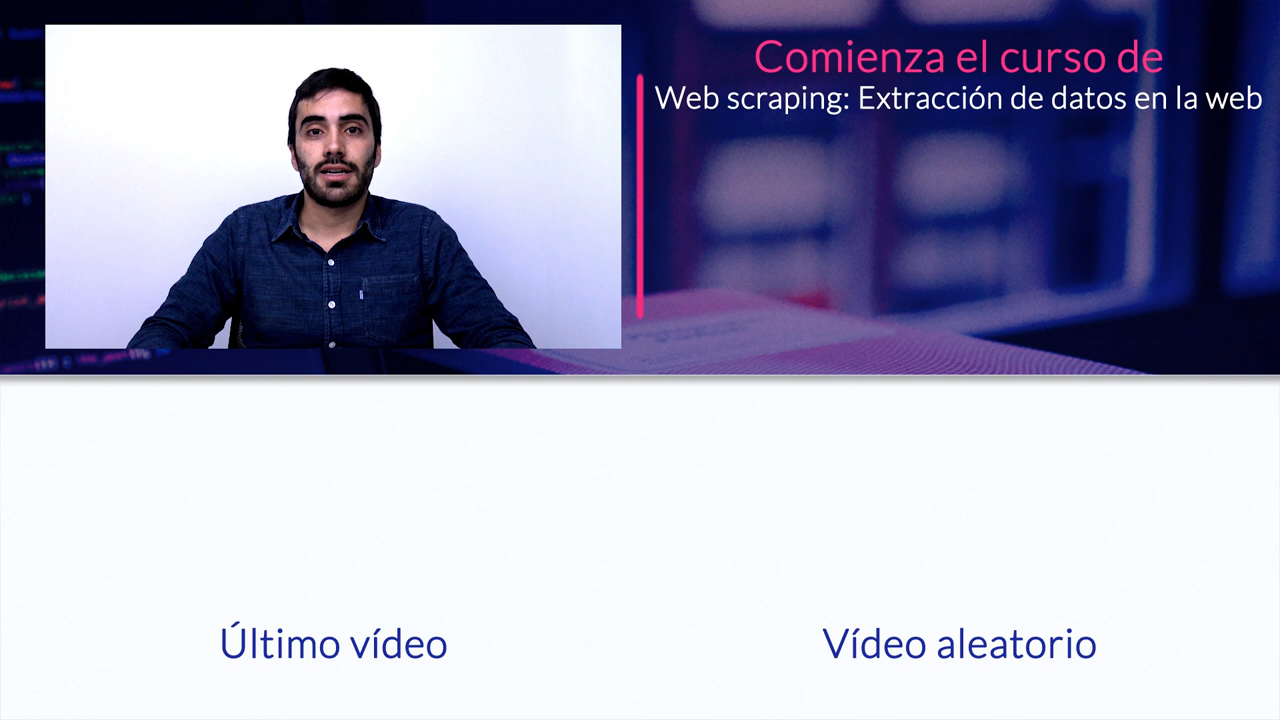 Comienza el curso de
Web scraping: Extracción de datos en la web
Último vídeo
Vídeo aleatorio